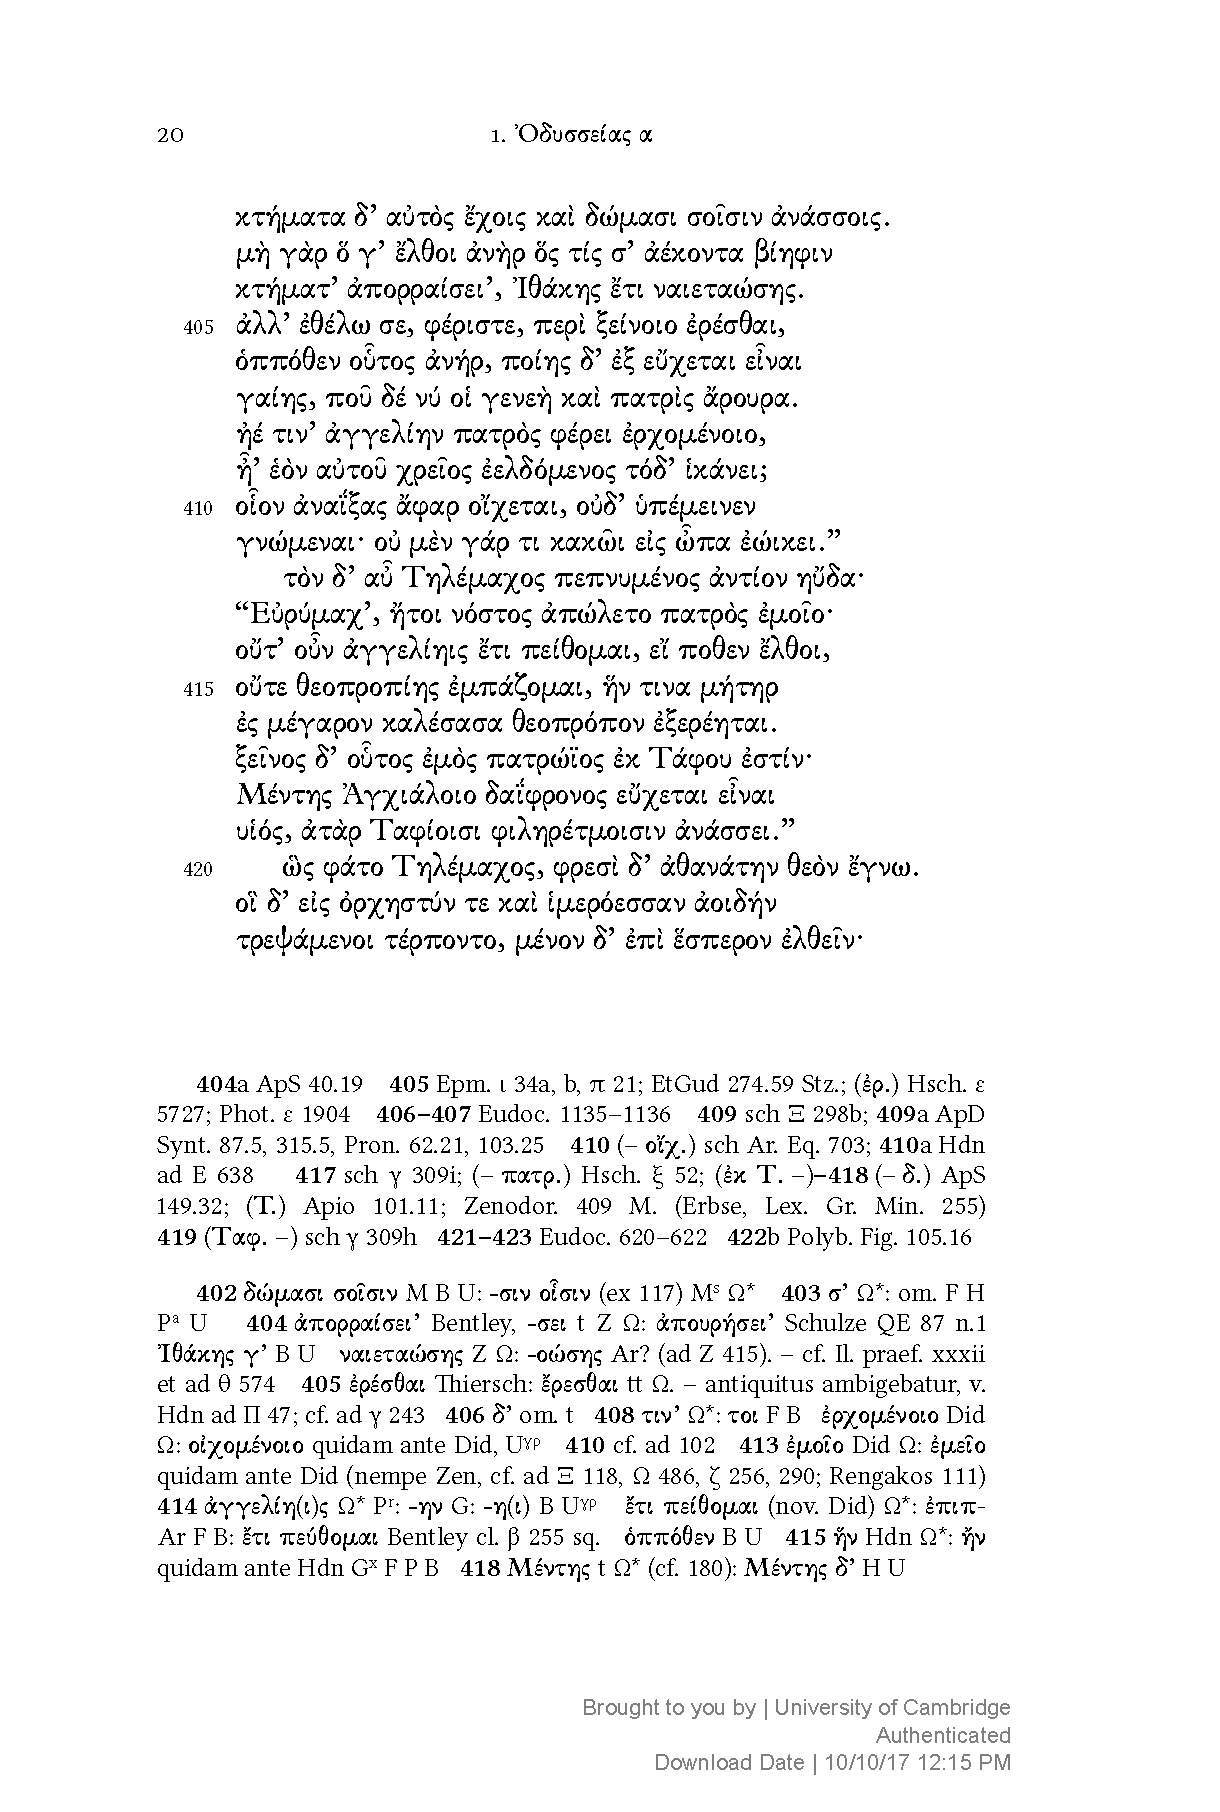 20 1. Ὀδυσσείας α
κτήματα δ’ αὐτὸς ἔχοις καὶ δώμασι σοῖσιν ἀνάσσοις.
μὴ γὰρ ὅ γ’ ἔλθοι ἀνὴρ ὅς τίς σ’ ἀέκοντα βίηφιν
κτήματ’ ἀπορραίσει’, Ἰθάκης ἔτι ναιεταώσης.
405 ἀλλ’ ἐθέλω σε, φέριστε, περὶ ξείνοιο ἐρέσθαι,
ὁππόθεν οὗτος ἀνήρ, ποίης δ’ ἐξ εὔχεται εἶναι
γαίης, ποῦ δέ νύ οἱ γενεὴ καὶ πατρὶς ἄρουρα.
ἠέ τιν’ ἀγγελίην πατρὸς φέρει ἐρχομένοιο,
ἦ’ ἑὸν αὐτοῦ χρεῖος ἐελδόμενος τόδ’ ἱκάνει;
410 οἷον ἀναΐξας ἄφαρ οἴχεται, οὐδ’ ὑπέμεινεν
γνώμεναι· οὐ μὲν γάρ τι κακῶι εἰς ὦπα ἐώικει.”
τὸν δ’ αὖ Τηλέμαχος πεπνυμένος ἀντίον ηὔδα·
“Εὐρύμαχ’, ἤτοι νόστος ἀπώλετο πατρὸς ἐμοῖο·
οὔτ’ οὖν ἀγγελίηις ἔτι πείθομαι, εἴ ποθεν ἔλθοι,
415 οὔτε θεοπροπίης ἐμπάζομαι, ἥν τινα μήτηρ
ἐς μέγαρον καλέσασα θεοπρόπον ἐξερέηται.
ξεῖνος δ’ οὗτος ἐμὸς πατρώϊος ἐκ Τάφου ἐστίν·
Μέντης Ἀγχιάλοιο δαΐφρονος εὔχεται εἶναι
υἱός, ἀτὰρ Ταφίοισι φιληρέτμοισιν ἀνάσσει.”
420 ὣς φάτο Τηλέμαχος, φρεσὶ δ’ ἀθανάτην θεὸν ἔγνω.
οἳ δ’ εἰς ὀρχηστύν τε καὶ ἱμερόεσσαν ἀοιδήν
τρεψάμενοι τέρποντο, μένον δ’ ἐπὶ ἕσπερον ἐλθεῖν·
404a ApS 40.19 405 Epm. ι 34a, b, π 21; EtGud 274.59 Stz.; (ἐρ.) Hsch. ε
5727; Phot. ε 1904 406–407 Eudoc. 1135–1136 409 sch Ξ 298b; 409a ApD
Synt. 87.5, 315.5, Pron. 62.21, 103.25 410 (– οἴχ.) sch Ar. Eq. 703; 410a Hdn
ad E 638 417 sch γ 309i; (– πατρ.) Hsch. ξ 52; (ἐκ Τ. –)–418 (– δ.) ApS
149.32; (Τ.) Apio 101.11; Zenodor. 409 M. (Erbse, Lex. Gr. Min. 255)
419 (Ταφ. –) sch γ 309h 421–423 Eudoc. 620–622 422b Polyb. Fig. 105.16
402 δώμασι σοῖσιν M B U: -σιν οἷσιν (ex 117) Mˢ Ω* 403 σ’ Ω*: om. F H
Pᵃ U 404 ἀπορραίσει’ Bentley, -σει t Z Ω: ἀπουρήσει’ Schulze QE 87 n.1
Ἰθάκης γ’ B U ναιεταώσης Z Ω: -οώσης Ar? (ad Z 415). – cf. Il. praef. xxxii
et ad θ 574 405 ἐρέσθαι Thiersch: ἔρεσθαι tt Ω. – antiquitus ambigebatur, v.
Hdn ad Π 47; cf. ad γ 243 406 δ’ om. t 408 τιν’ Ω*: τοι F B ἐρχομένοιο Did
Ω: οἰχομένοιο quidam ante Did, Uᵞᵖ 410 cf. ad 102 413 ἐμοῖο Did Ω: ἐμεῖο
quidam ante Did (nempe Zen, cf. ad Ξ 118, Ω 486, ζ 256, 290; Rengakos 111)
414 ἀγγελίη(ι)ς Ω* Pʳ: -ην G: -η(ι) B Uᵞᵖ ἔτι πείθομαι (nov. Did) Ω*: ἐπιπ-
Ar F B: ἔτι πεύθομαι Bentley cl. β 255 sq. ὁππόθεν B U 415 ἥν Hdn Ω*: ἤν
quidam ante Hdn Gˣ F P B 418 Μέντης t Ω* (cf. 180): Μέντης δ’ H U
Brought to you by | University of Cambridge
Authenticated
Download Date | 10/10/17 12:15 PM